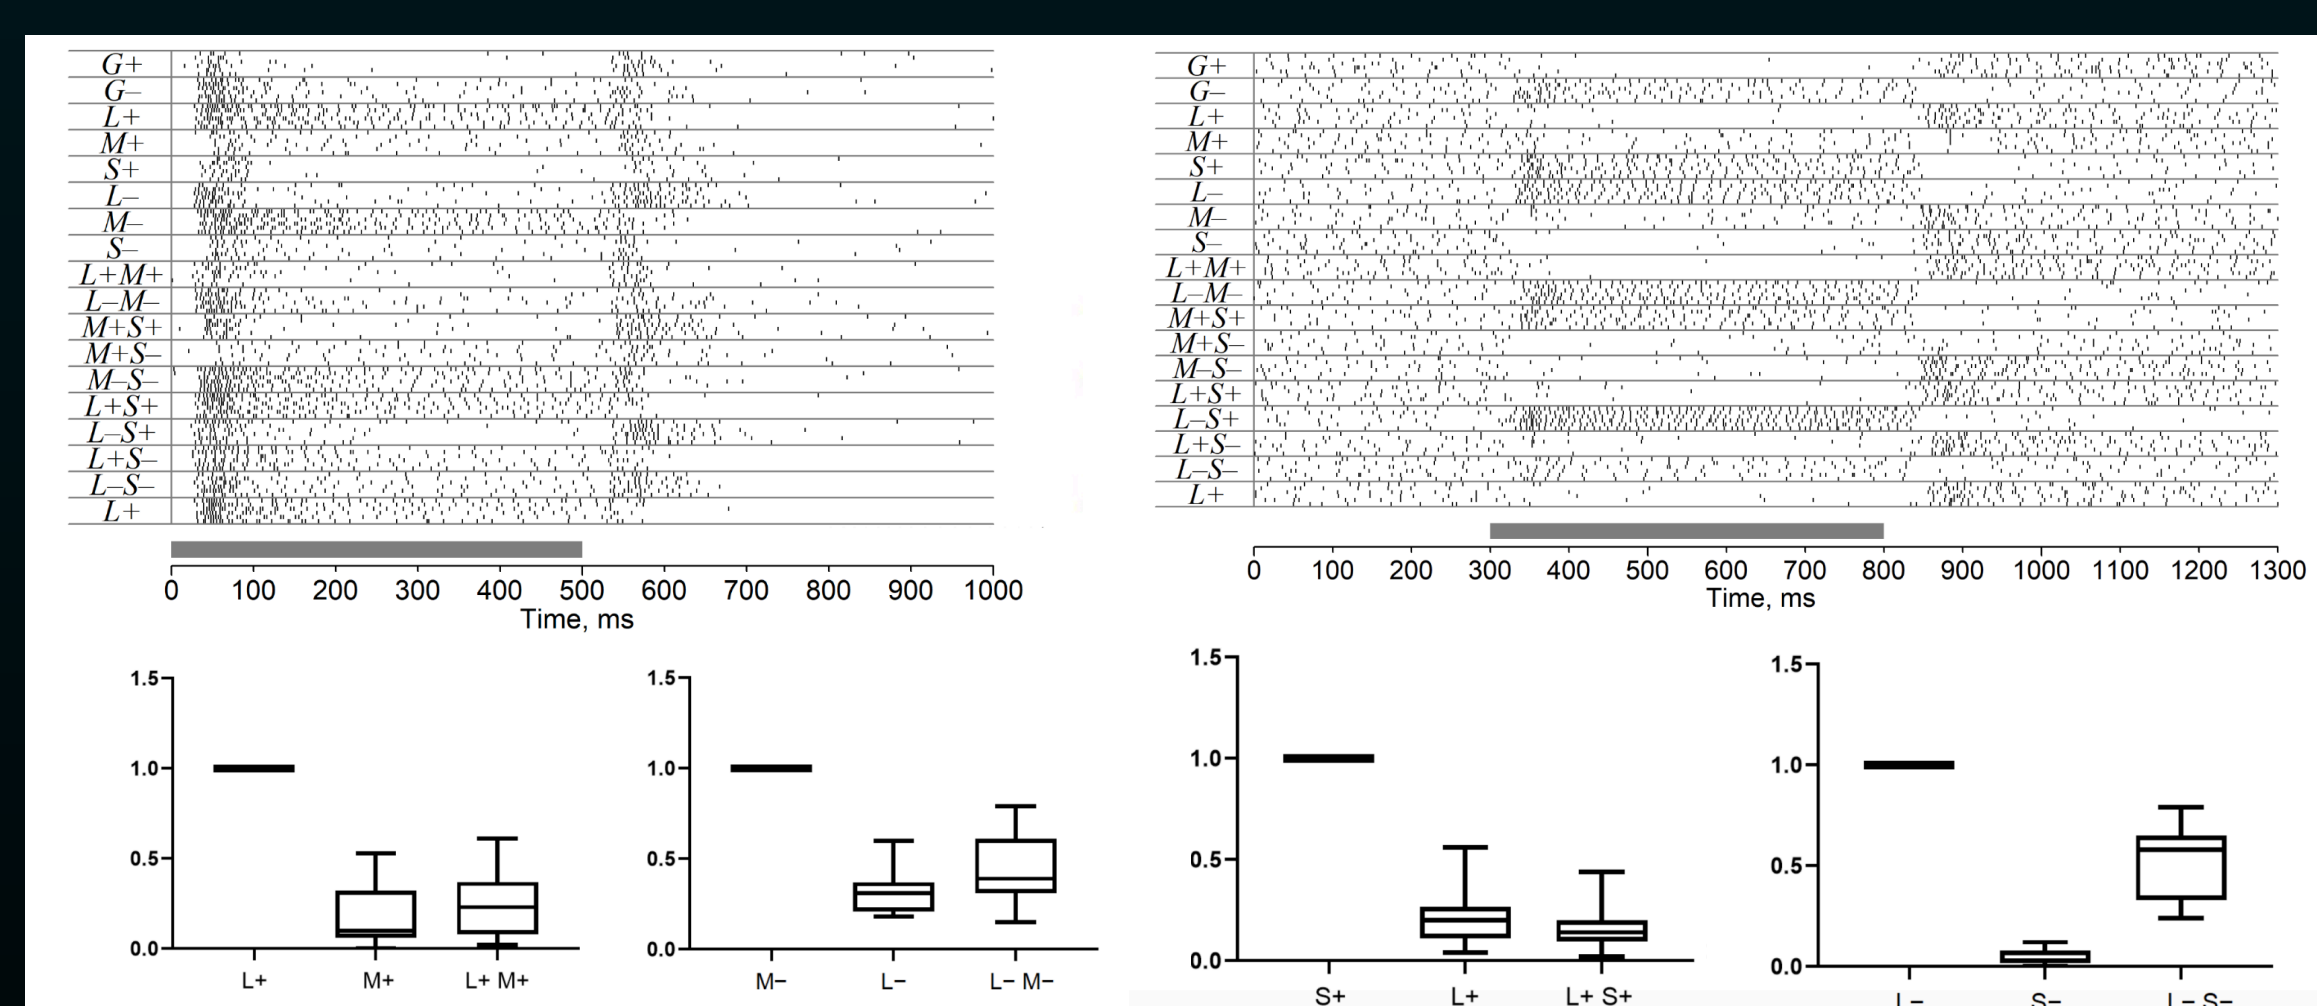 G+
G−
L+
M+
S+
L−
M−
S−
L+M+
L−M−
M+S+
M+S−
M−S−
L+S+
L−S+
L+S−
L−S−
L+
0 100 200 300 400 500 600 700 800 900 1000
Time, ms
G+
G−
L+
M+
S+
L−
M−
S−
L+M+
L−M−
M+S+
M+S−
M−S−
L+S+
L−S+
L+S−
L−S−
L+
0 100 200 300 400 500 600 700 800 900 1000 1100 1200 1300
Time, ms
1.5
1.0
0.5
0.0
L+ M+ L+ M+
1.5
1.0
0.5
0.0
M− L− L− M−
1.5
1.0
0.5
0.0
S+ L+ L+ S+
1.5
1.0
0.5
0.0
L− S− L− S−